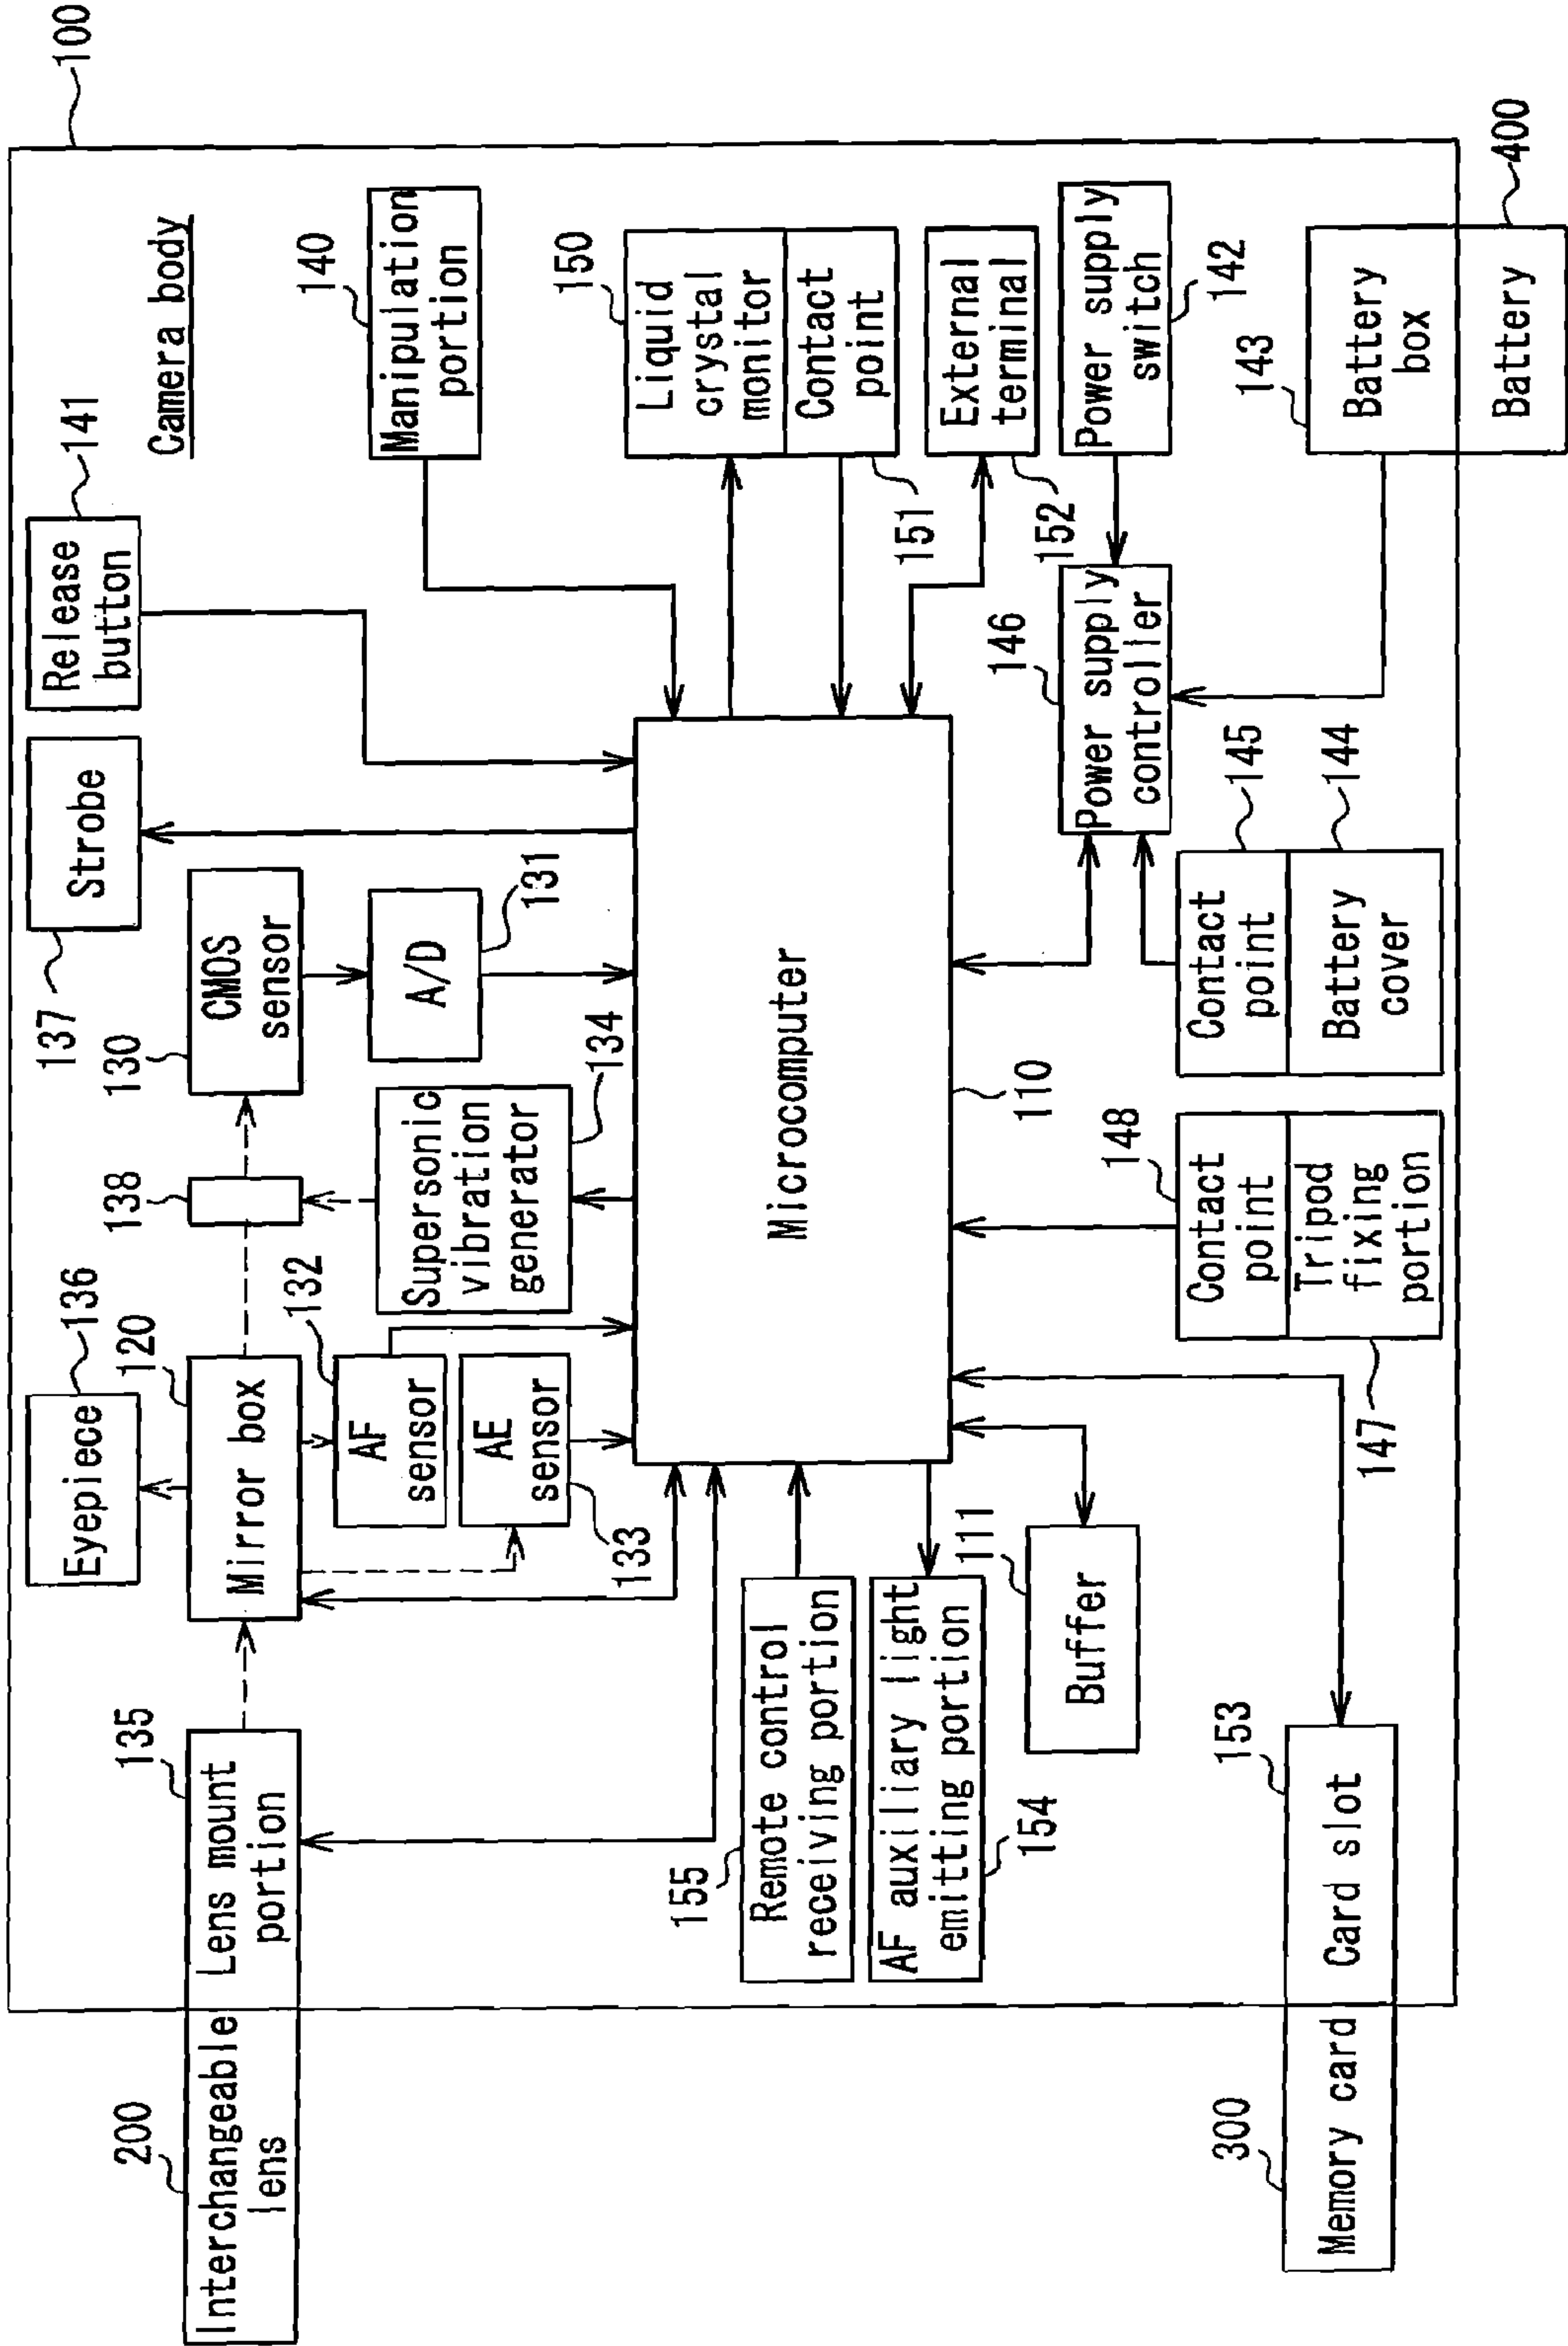 100
Camera body
136
Eyepiece
137
Strobe
141
Release
button
200
Interchangeable
lens
135
Lens mount
portion
120
Mirror box
138
130
CMOS
sensor
132
AF
sensor
133
AE
sensor
134
Supersonic
vibration
generator
131
A/D
140
Manipulation
portion
155
Remote control
receiving portion
154
AF auxiliary light
emitting portion
110
Microcomputer
150
Liquid
crystal
monitor
151
Contact
point
152
External
terminal
111
Buffer
146
Power supply
controller
142
Power supply
switch
300
Memory card
153
Card slot
148
Contact
point
147
Tripod
fixing
portion
145
Contact
point
144
Battery
cover
143
Battery
box
400
Battery